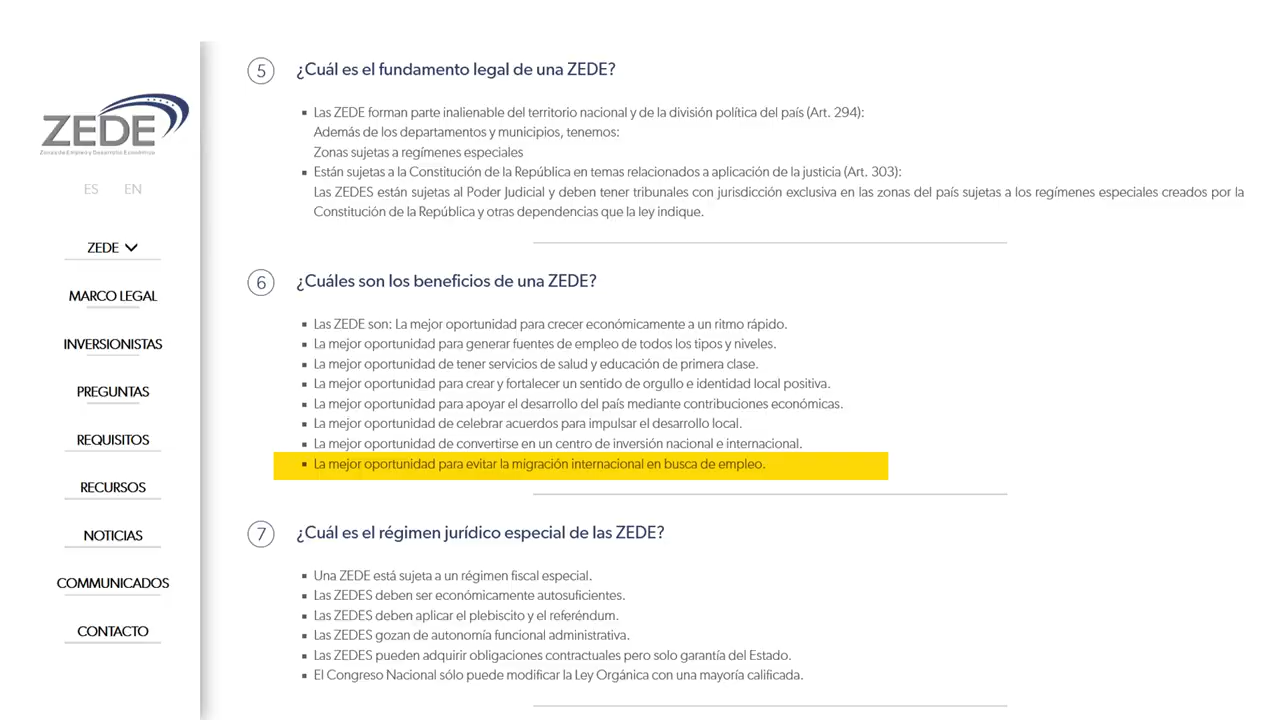 ZEDE
Zonas de Empleo y Desarrollo Económico
ES EN
ZEDE
MARCO LEGAL
INVERSIONISTAS
PREGUNTAS
REQUISITOS
RECURSOS
NOTICIAS
COMMUNICADOS
CONTACTO
5 ¿Cuál es el fundamento legal de una ZEDE?
Las ZEDE forman parte inalienable del territorio nacional y de la división política del país (Art. 294):
Además de los departamentos y municipios, tenemos:
Zonas sujetas a regímenes especiales
Están sujetas a la Constitución de la República en temas relacionados a aplicación de la justicia (Art. 303):
Las ZEDES están sujetas al Poder Judicial y deben tener tribunales con jurisdicción exclusiva en las zonas del país sujetas a los regímenes especiales creados por la
Constitución de la República y otras dependencias que la ley indique.
6 ¿Cuáles son los beneficios de una ZEDE?
Las ZEDE son: La mejor oportunidad para crecer económicamente a un ritmo rápido.
La mejor oportunidad para generar fuentes de empleo de todos los tipos y niveles.
La mejor oportunidad de tener servicios de salud y educación de primera clase.
La mejor oportunidad para crear y fortalecer un sentido de orgullo e identidad local positiva.
La mejor oportunidad para apoyar el desarrollo del país mediante contribuciones económicas.
La mejor oportunidad de celebrar acuerdos para impulsar el desarrollo local.
La mejor oportunidad de convertirse en un centro de inversión nacional e internacional.
La mejor oportunidad para evitar la migración internacional en busca de empleo.
7 ¿Cuál es el régimen jurídico especial de las ZEDE?
Una ZEDE está sujeta a un régimen fiscal especial.
Las ZEDES deben ser económicamente autosuficientes.
Las ZEDES deben aplicar el plebiscito y el referéndum.
Las ZEDES gozan de autonomía funcional administrativa.
Las ZEDES pueden adquirir obligaciones contractuales pero solo garantía del Estado.
El Congreso Nacional sólo puede modificar la Ley Orgánica con una mayoría calificada.